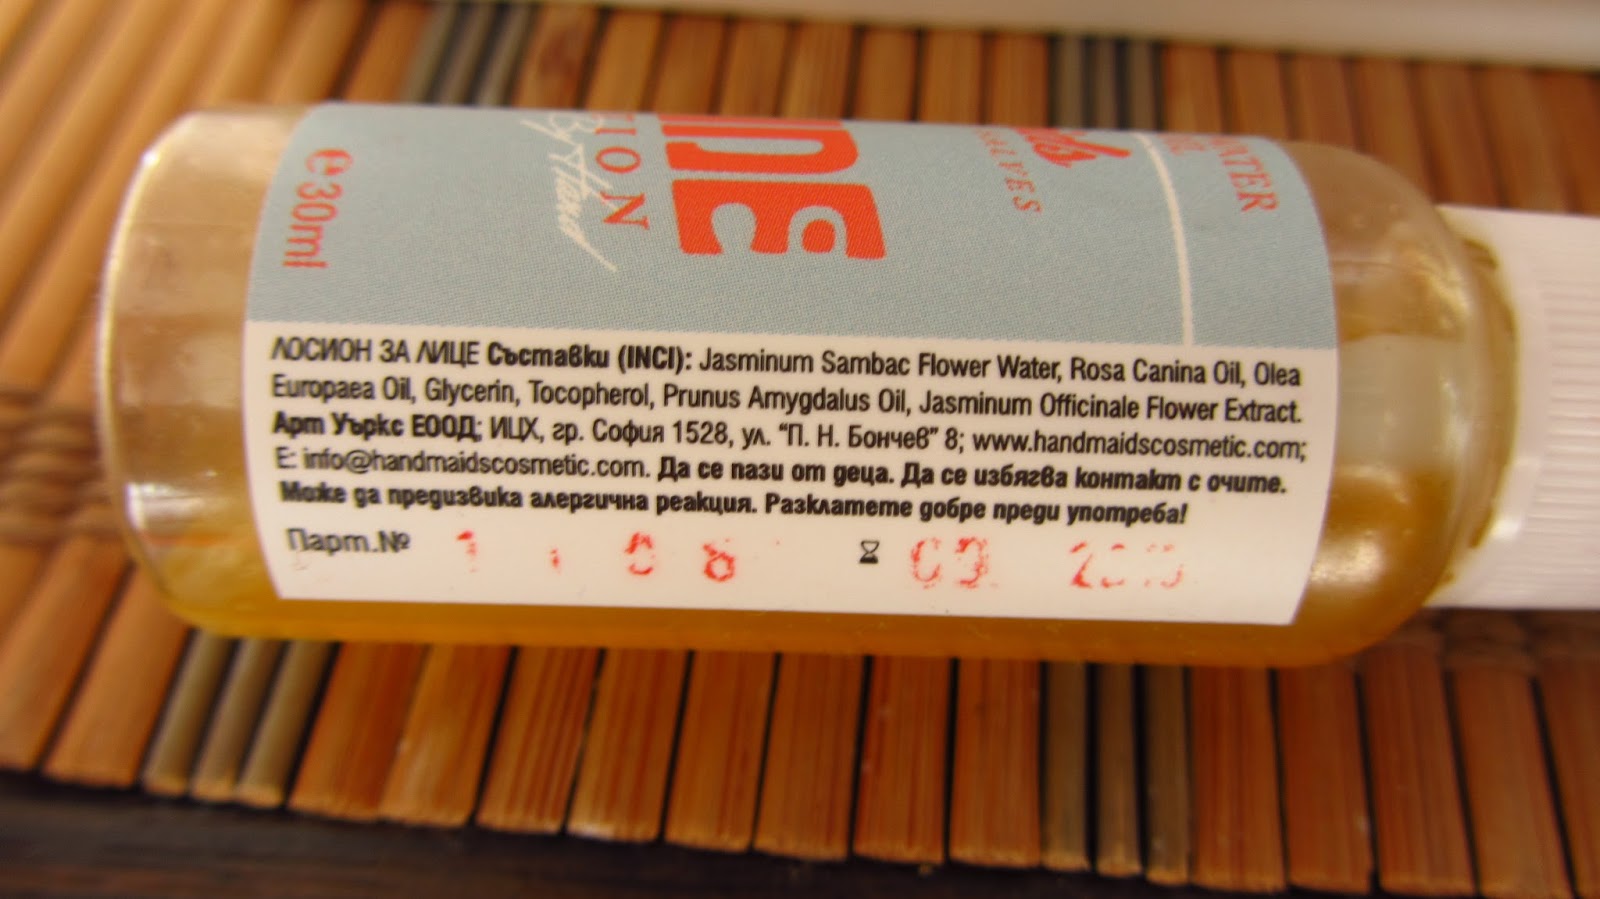 ЛОСИОН ЗА ЛИЦЕ Съставки (INCI): Jasminum Sambac Flower Water, Rosa Canina Oil, Olea
Europaea Oil, Glycerin, Tocopherol, Prunus Amygdalus Oil, Jasminum Officinale Flower Extract.
Арт Уъркс ЕООД; ИЦХ, гр. София 1528, ул. “П. Н. Бончев” 8; www.handmaidscosmetic.com;
E: info@handmaidscosmetic.com. Да се пази от деца. Да се избягва контакт с очите.
Може да предизвика алергична реакция. Разклатете добре преди употреба!
Парт.№
℮30ml